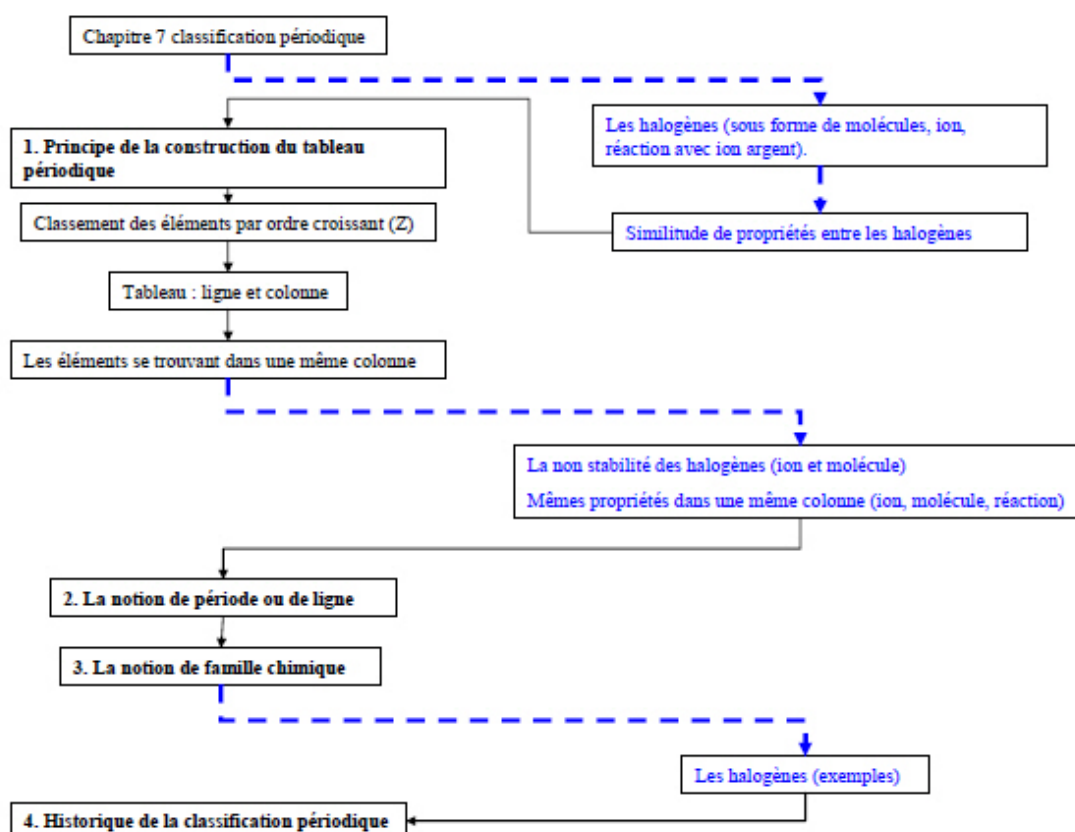 Chapitre 7 classification périodique
Les halogènes (sous forme de molécules, ion,
réaction avec ion argent).
Similitude de propriétés entre les halogènes
1. Principe de la construction du tableau
périodique
Classement des éléments par ordre croissant (Z)
Tableau : ligne et colonne
Les éléments se trouvant dans une même colonne
La non stabilité des halogènes (ion et molécule)
Mêmes propriétés dans une même colonne (ion, molécule, réaction)
2. La notion de période ou de ligne
3. La notion de famille chimique
Les halogènes (exemples)
4. Historique de la classification périodique